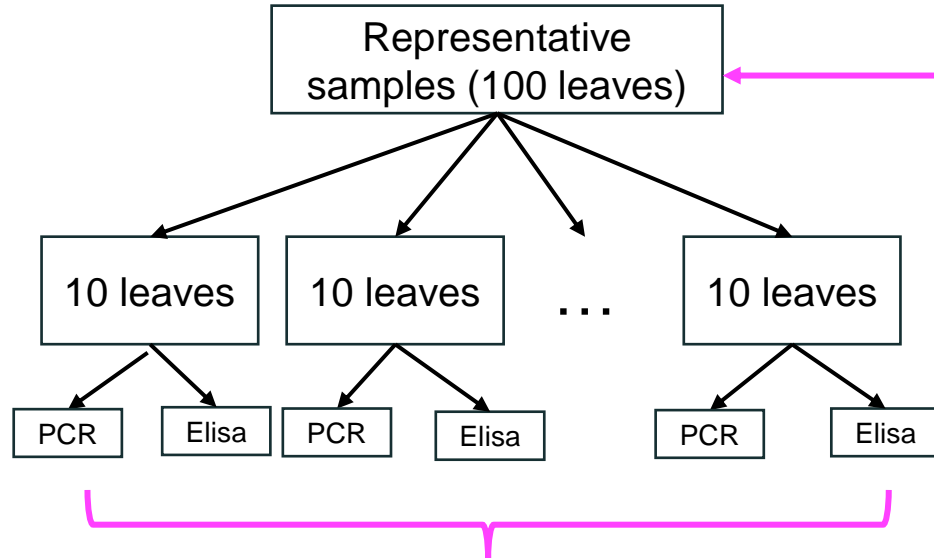 Representative
samples (100 leaves)
10 leaves
10 leaves
...
10 leaves
PCR
Elisa
PCR
Elisa
PCR
Elisa